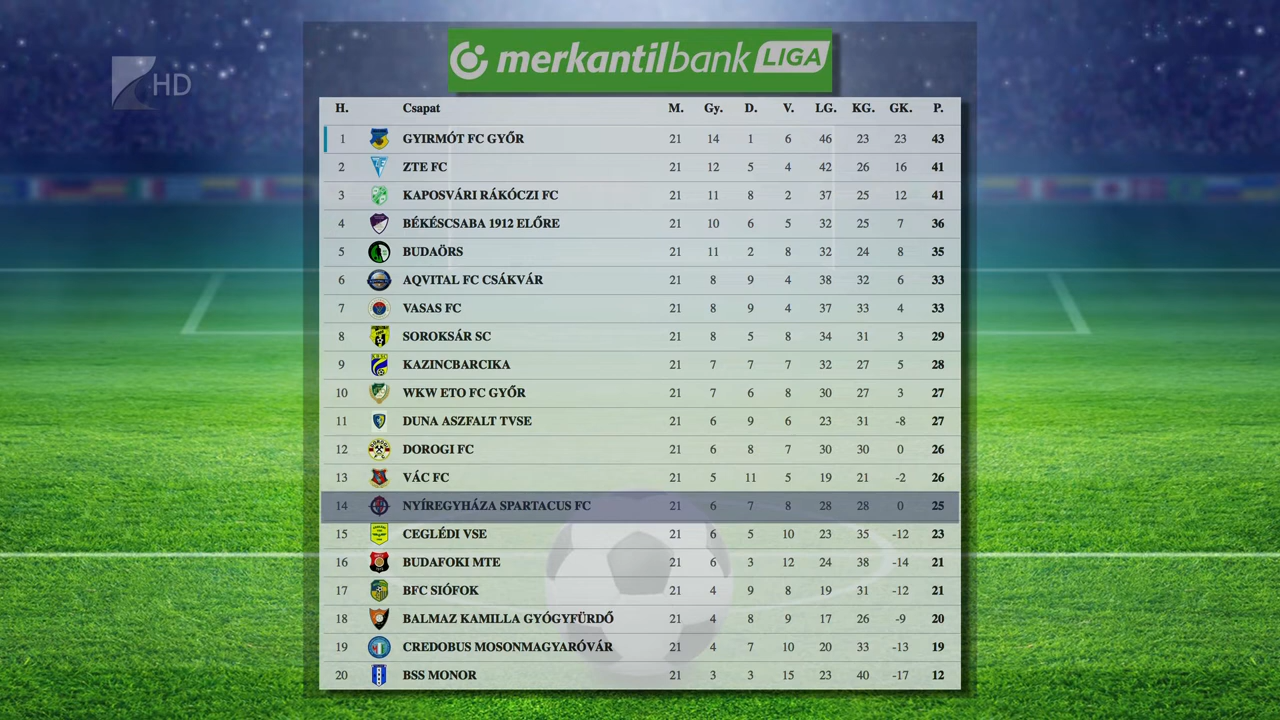 HD
merkantilbank LIGA
H. Csapat M. Gy. D. V. LG. KG. GK. P.
1 GYIRMÓT FC GYŐR 21 14 1 6 46 23 23 43
2 ZTE FC 21 12 5 4 42 26 16 41
3 KAPOSVÁRI RÁKÓCZI FC 21 11 8 2 37 25 12 41
4 BÉKÉSCSABA 1912 ELŐRE 21 10 6 5 32 25 7 36
5 BUDAÖRS 21 11 2 8 32 24 8 35
6 AQVITAL FC CSÁKVÁR 21 8 9 4 38 32 6 33
7 VASAS FC 21 8 9 4 37 33 4 33
8 SOROKSÁR SC 21 8 5 8 34 31 3 29
9 KAZINCBARCIKA 21 7 7 7 32 27 5 28
10 WKW ETO FC GYŐR 21 7 6 8 30 27 3 27
11 DUNA ASZFALT TVSE 21 6 9 6 23 31 -8 27
12 DOROGI FC 21 6 8 7 30 30 0 26
13 VÁC FC 21 5 11 5 19 21 -2 26
14 NYÍREGYHÁZA SPARTACUS FC 21 6 7 8 28 28 0 25
15 CEGLÉDI VSE 21 6 5 10 23 35 -12 23
16 BUDAFOKI MTE 21 6 3 12 24 38 -14 21
17 BFC SIÓFOK 21 4 9 8 19 31 -12 21
18 BALMAZ KAMILLA GYÓGYFÜRDŐ 21 4 8 9 17 26 -9 20
19 CREDOBUS MOSONMAGYARÓVÁR 21 4 7 10 20 33 -13 19
20 BSS MONOR 21 3 3 15 23 40 -17 12